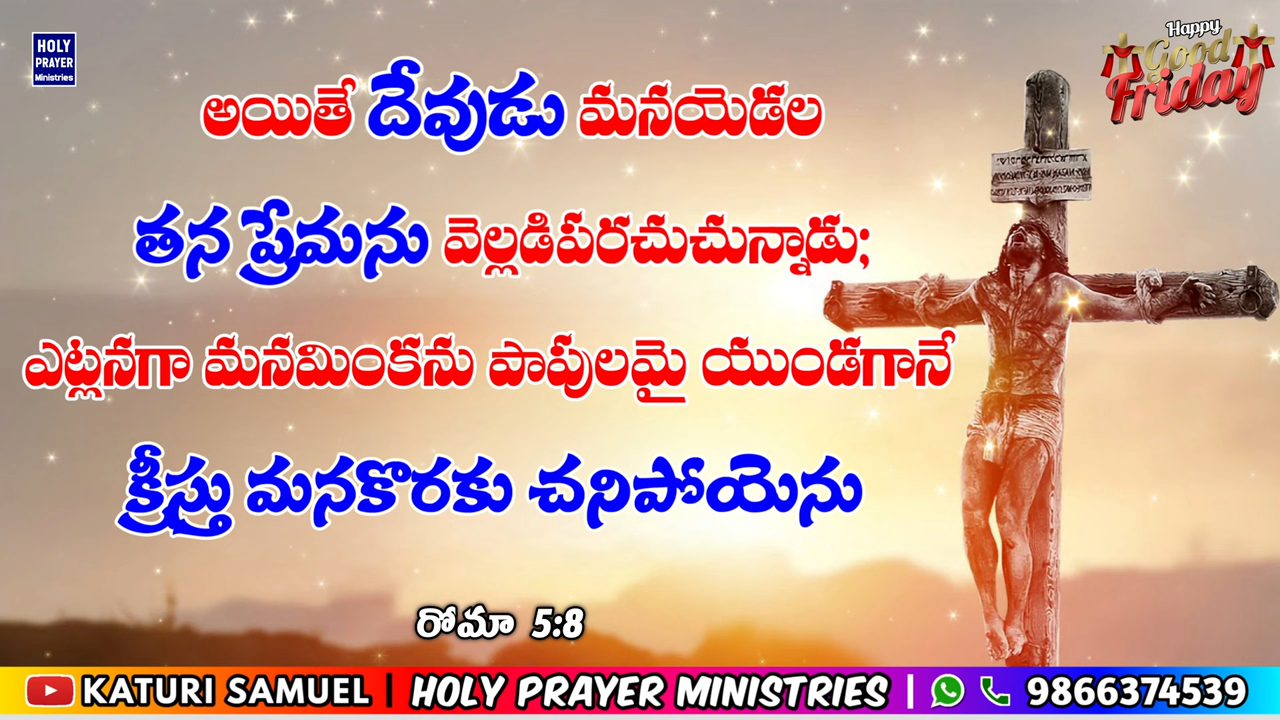 HOLY
PRAYER
Ministries
Happy
Good
Friday
అయితే దేవుడు మనయెడల
తన ప్రేమను వెల్లడిపరచుచున్నాడు;
ఎట్లనగా మనమింకను పాపులమై యుండగానే
క్రీస్తు మనకొరకు చనిపోయెను
రోమా 5:8
KATURI SAMUEL | HOLY PRAYER MINISTRIES | 9866374539